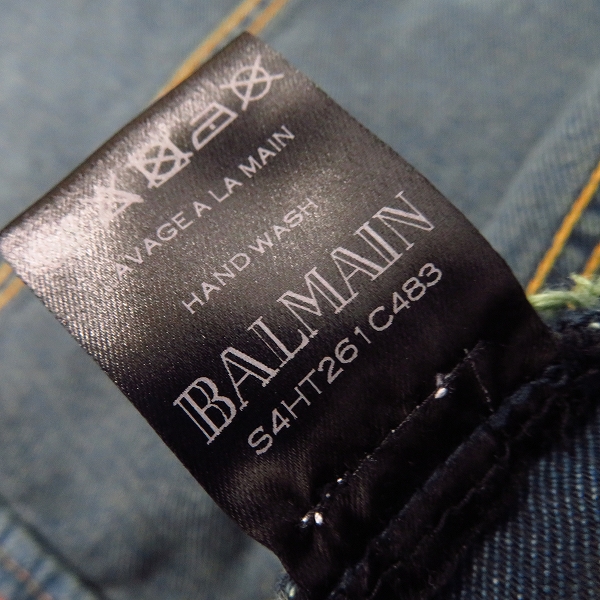 LAVAGE A LA MAIN
HAND WASH
BALMAIN
S4HT261C483